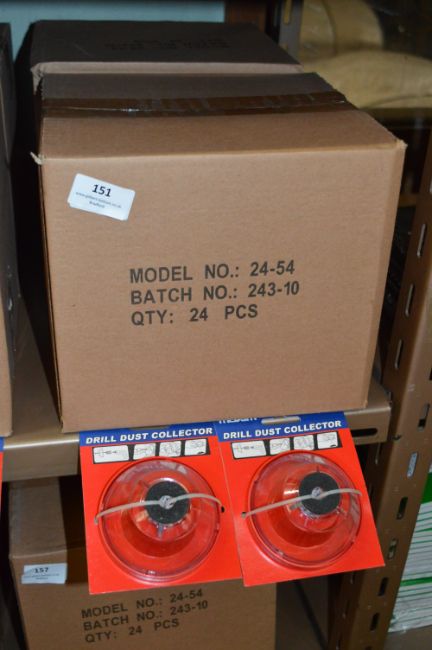 151
MODEL NO.: 24-54
BATCH NO.: 243-10
QTY: 24 PCS
DRILL DUST COLLECTOR
DRILL DUST COLLECTOR
157
MODEL NO.: 24-54
BATCH NO.: 243-10
QTY: 24 PCS